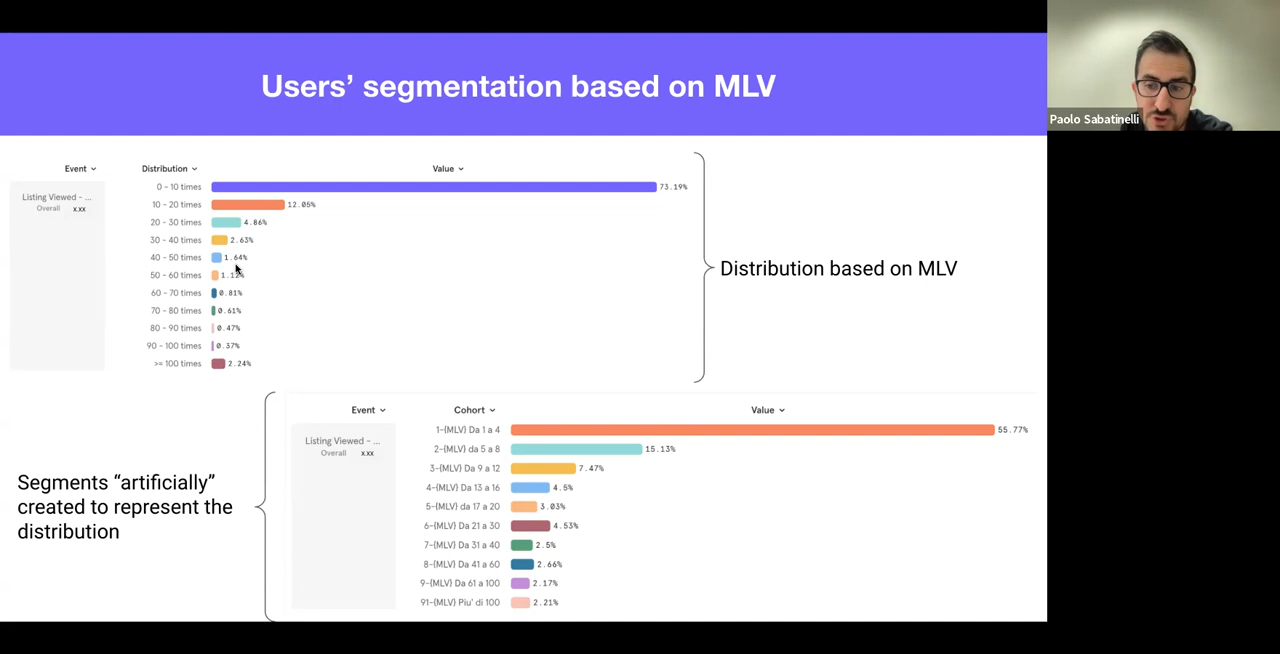 Users’ segmentation based on MLV
Paolo Sabatinelli
Event Distribution Value
Listing Viewed - ...
Overall x.xx
0 - 10 times 73.19%
10 - 20 times 12.05%
20 - 30 times 4.86%
30 - 40 times 2.63%
40 - 50 times 1.64%
50 - 60 times
60 - 70 times 0.81%
70 - 80 times 0.61%
80 - 90 times 0.47%
90 - 100 times 0.37%
>= 100 times 2.24%
Distribution based on MLV
Segments “artificially”
created to represent the
distribution
Event Cohort Value
Listing Viewed - ...
Overall x.xx
1-{MLV} Da 1 a 4 55.77%
2-{MLV} da 5 a 8 15.13%
3-{MLV} Da 9 a 12 7.47%
4-{MLV} Da 13 a 16 4.5%
5-{MLV} da 17 a 20 3.03%
6-{MLV} Da 21 a 30 4.53%
7-{MLV} Da 31 a 40 2.5%
8-{MLV} Da 41 a 60 2.66%
9-{MLV} Da 61 a 100 2.17%
91-{MLV} Piu' di 100 2.21%